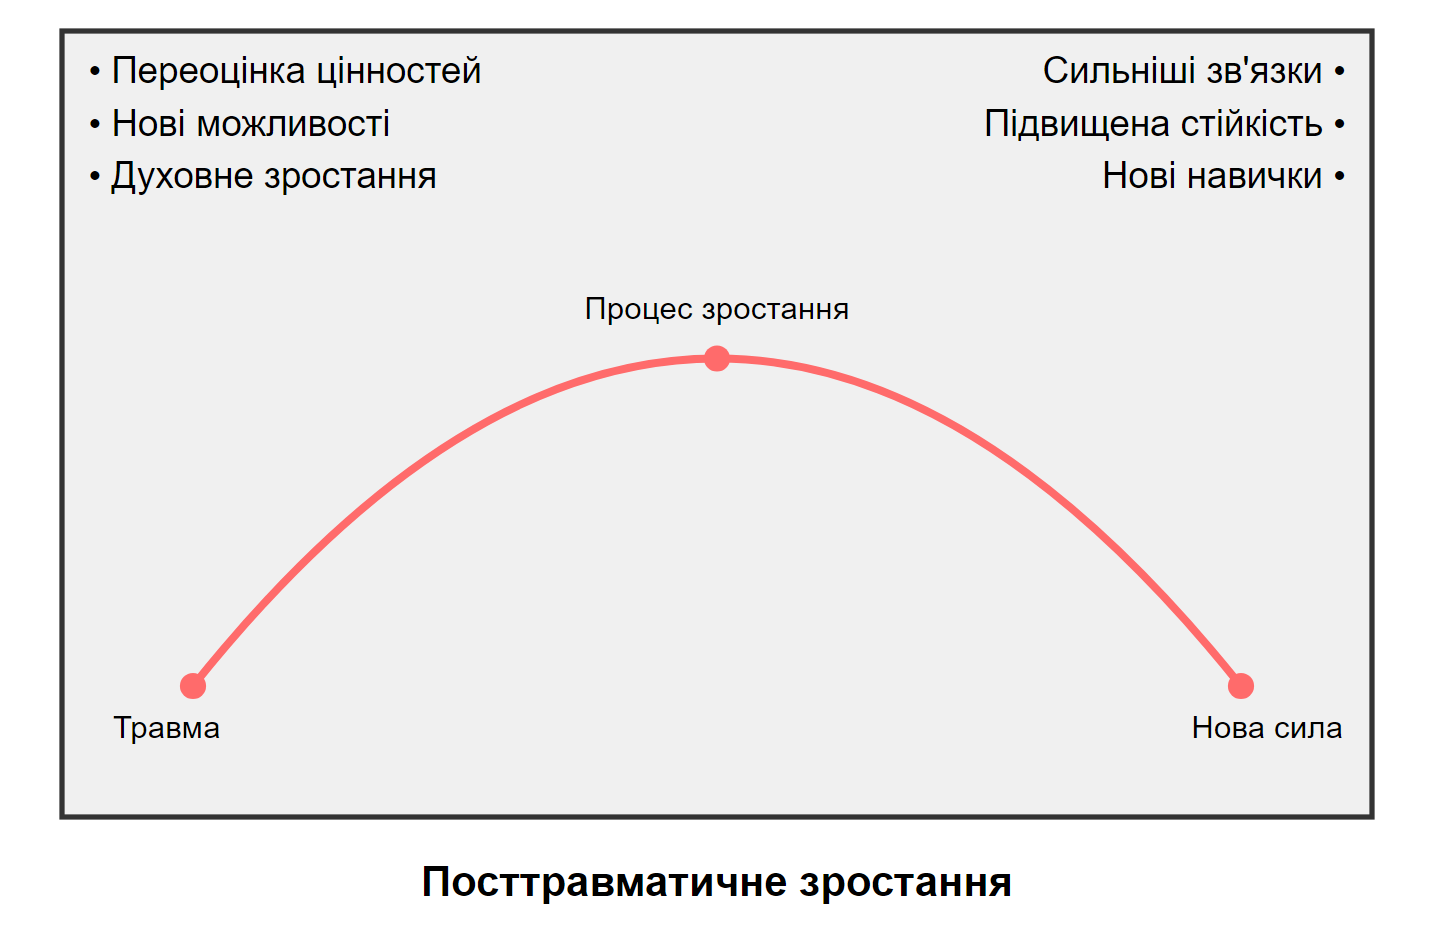 • Переоцінка цінностей
• Нові можливості
• Духовне зростання
Сильніші зв'язки •
Підвищена стійкість •
Нові навички •
Процес зростання
Травма
Нова сила
Посттравматичне зростання